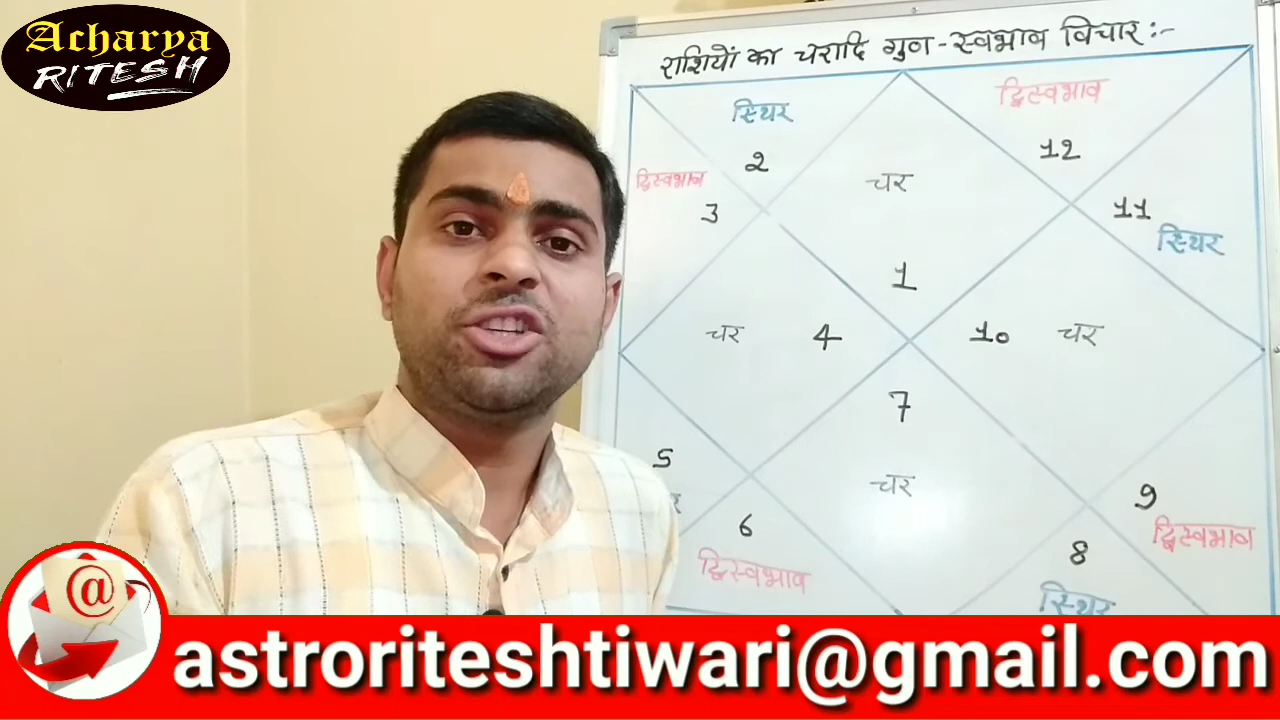 Acharya
RITESH
राशियों का चरादि गुण-स्वभाव विचार:-
स्थिर
द्विस्वभाव
2
12
द्विस्वभाव
चर
3
11
स्थिर
1
चर
4
10
चर
7
5
चर
र
9
6
द्विस्वभाव
8
द्विस्वभाव
स्थिर
@
astroriteshtiwari@gmail.com